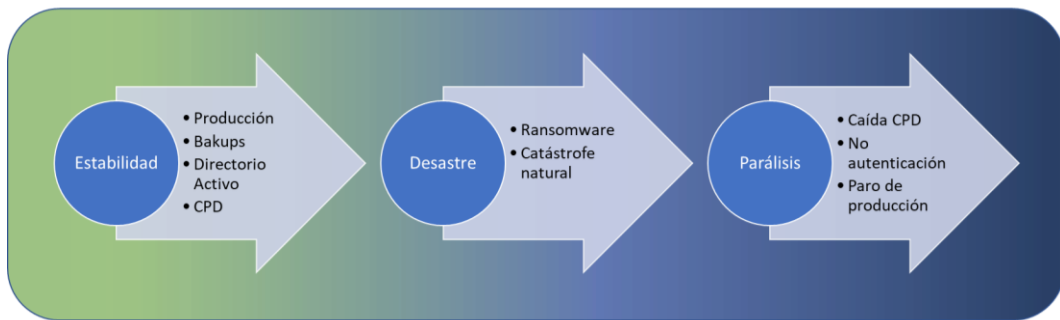 Estabilidad
• Producción
• Bakups
• Directorio
Activo
• CPD
Desastre
• Ransomware
• Catástrofe
natural
Parálisis
• Caída CPD
• No
autenticación
• Paro de
producción